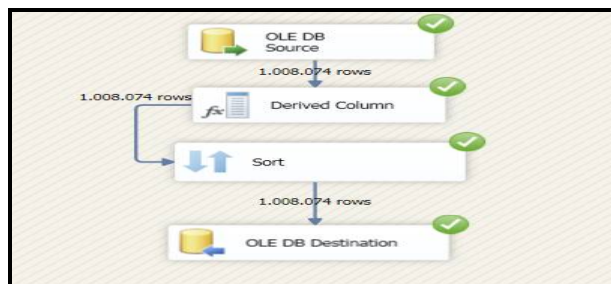 OLE DB
Source
1.008.074 rows
1.008.074 rows
fx Derived Column
Sort
1.008.074 rows
OLE DB Destination